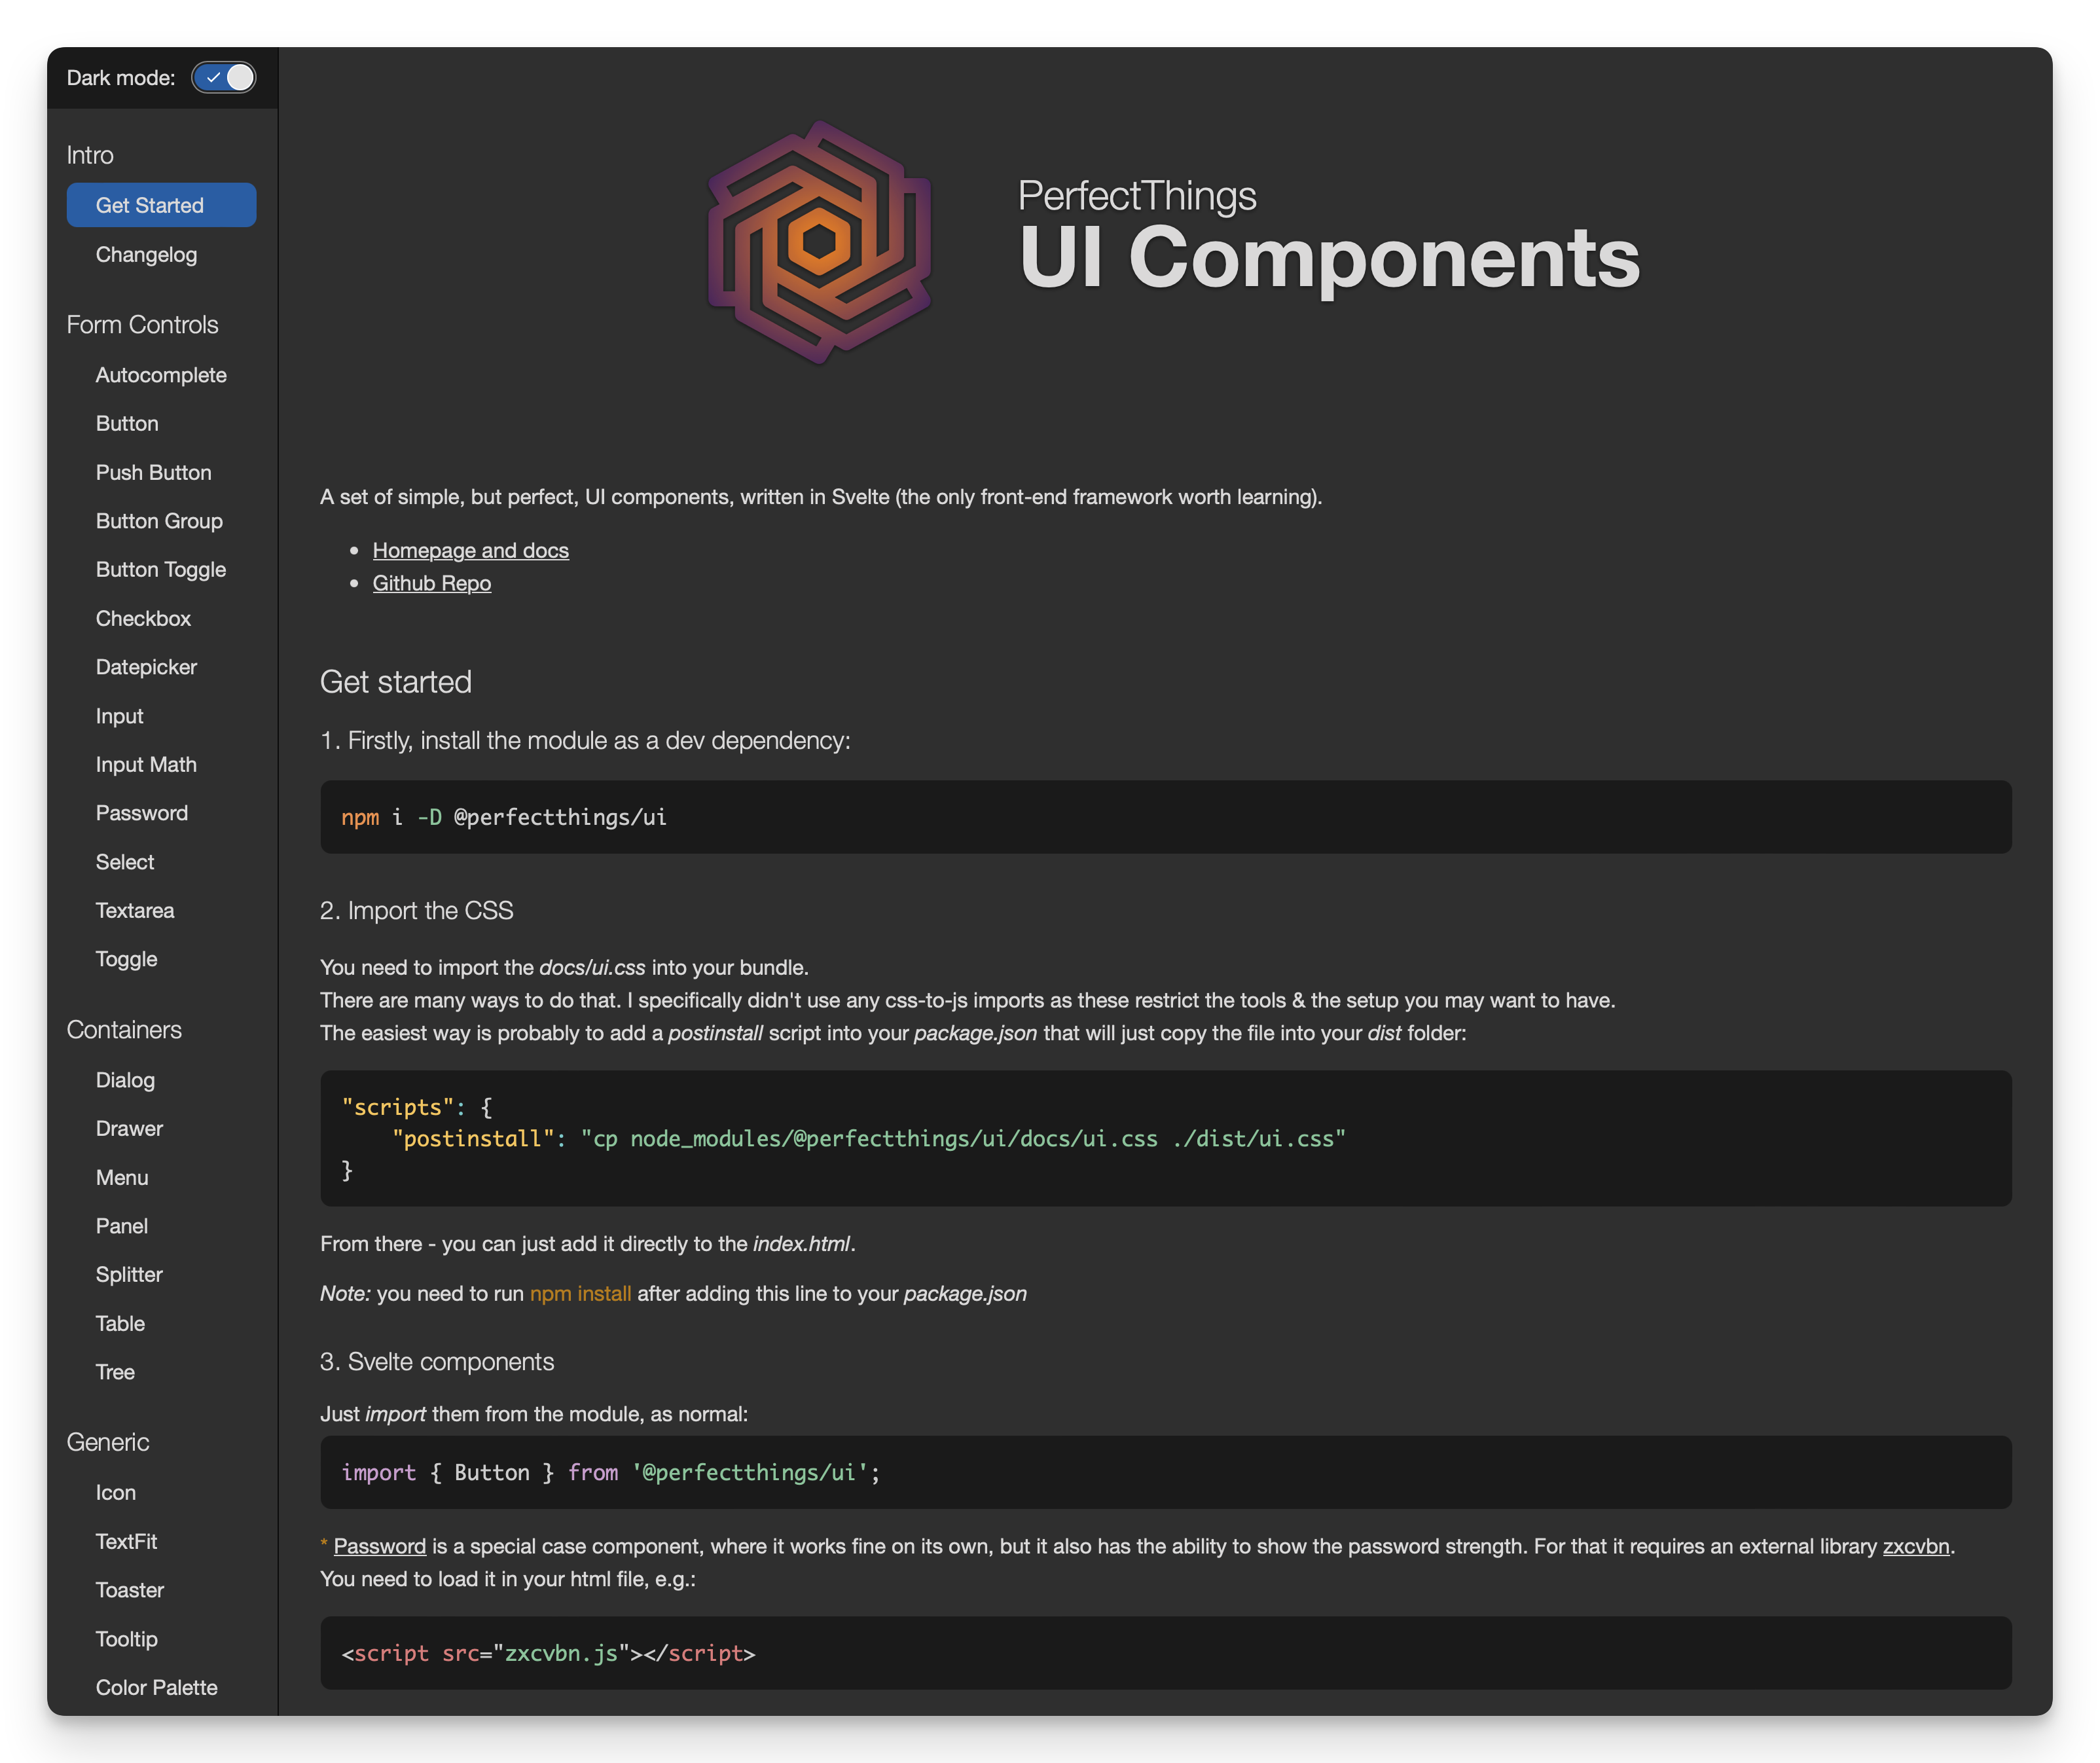 Dark mode:
Intro
Get Started
Changelog
Form Controls
Autocomplete
Button
Push Button
Button Group
Button Toggle
Checkbox
Datepicker
Input
Input Math
Password
Select
Textarea
Toggle
Containers
Dialog
Drawer
Menu
Panel
Splitter
Table
Tree
Generic
Icon
TextFit
Toaster
Tooltip
Color Palette
PerfectThings
UI Components
A set of simple, but perfect, UI components, written in Svelte (the only front-end framework worth learning).
• Homepage and docs
• Github Repo
Get started
1. Firstly, install the module as a dev dependency:
npm i -D @perfectthings/ui
2. Import the CSS
You need to import the docs/ui.css into your bundle.
There are many ways to do that. I specifically didn't use any css-to-js imports as these restrict the tools & the setup you may want to have.
The easiest way is probably to add a postinstall script into your package.json that will just copy the file into your dist folder:
"scripts": {
    "postinstall": "cp node_modules/@perfectthings/ui/docs/ui.css ./dist/ui.css"
}
From there - you can just add it directly to the index.html.
Note: you need to run npm install after adding this line to your package.json
3. Svelte components
Just import them from the module, as normal:
import { Button } from '@perfectthings/ui';
* Password is a special case component, where it works fine on its own, but it also has the ability to show the password strength. For that it requires an external library zxcvbn.
You need to load it in your html file, e.g.:
<script src="zxcvbn.js"></script>